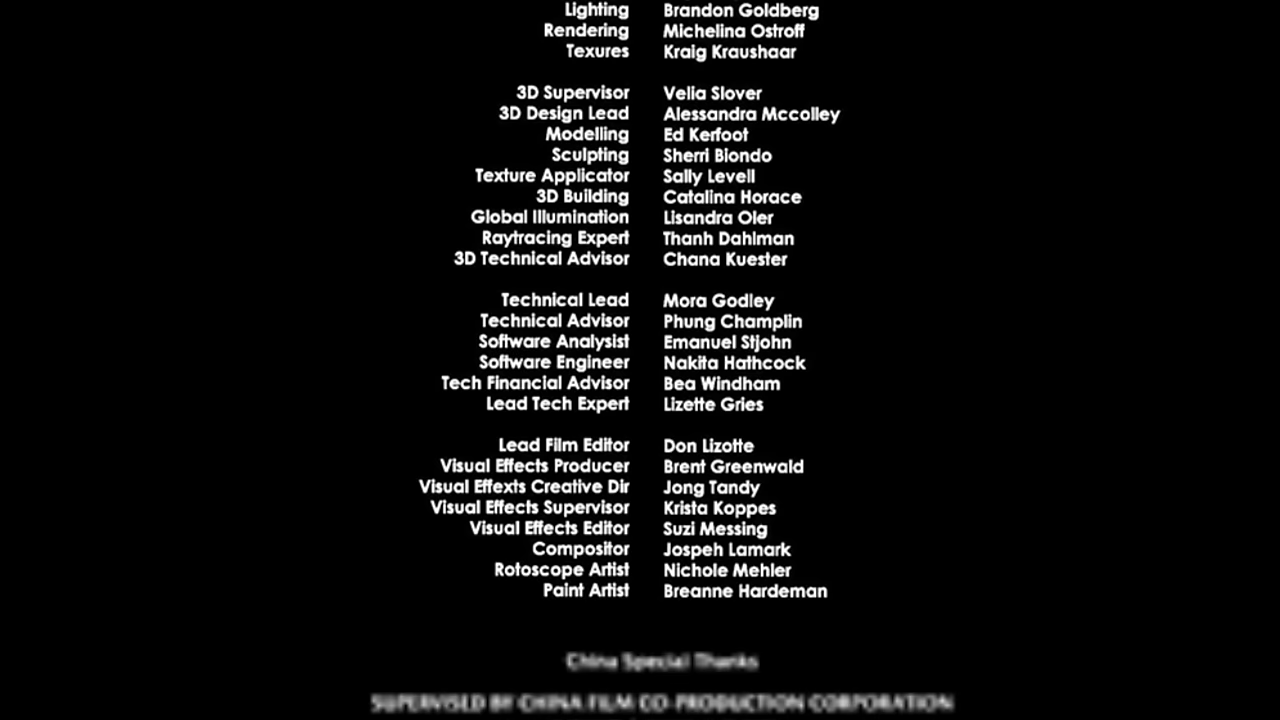 Lighting Brandon Goldberg
Rendering Michelina Ostroff
Texures Kraig Kraushaar
3D Supervisor Velia Slover
3D Design Lead Alessandra Mccolley
Modelling Ed Kerfoot
Sculpting Sherri Biondo
Texture Applicator Sally Levell
3D Building Catalina Horace
Global Illumination Lisandra Oler
Raytracing Expert Thanh Dahlman
3D Technical Advisor Chana Kuester
Technical Lead Mora Godley
Technical Advisor Phung Champlin
Software Analysist Emanuel Stjohn
Software Engineer Nakita Hathcock
Tech Financial Advisor Bea Windham
Lead Tech Expert Lizette Gries
Lead Film Editor Don Lizotte
Visual Effects Producer Brent Greenwald
Visual Effexts Creative Dir Jong Tandy
Visual Effects Supervisor Krista Koppes
Visual Effects Editor Suzi Messing
Compositor Jospeh Lamark
Rotoscope Artist Nichole Mehler
Paint Artist Breanne Hardeman
China Special Thanks
SUPERVISED BY CHINA FILM CO-PRODUCTION CORPORATION